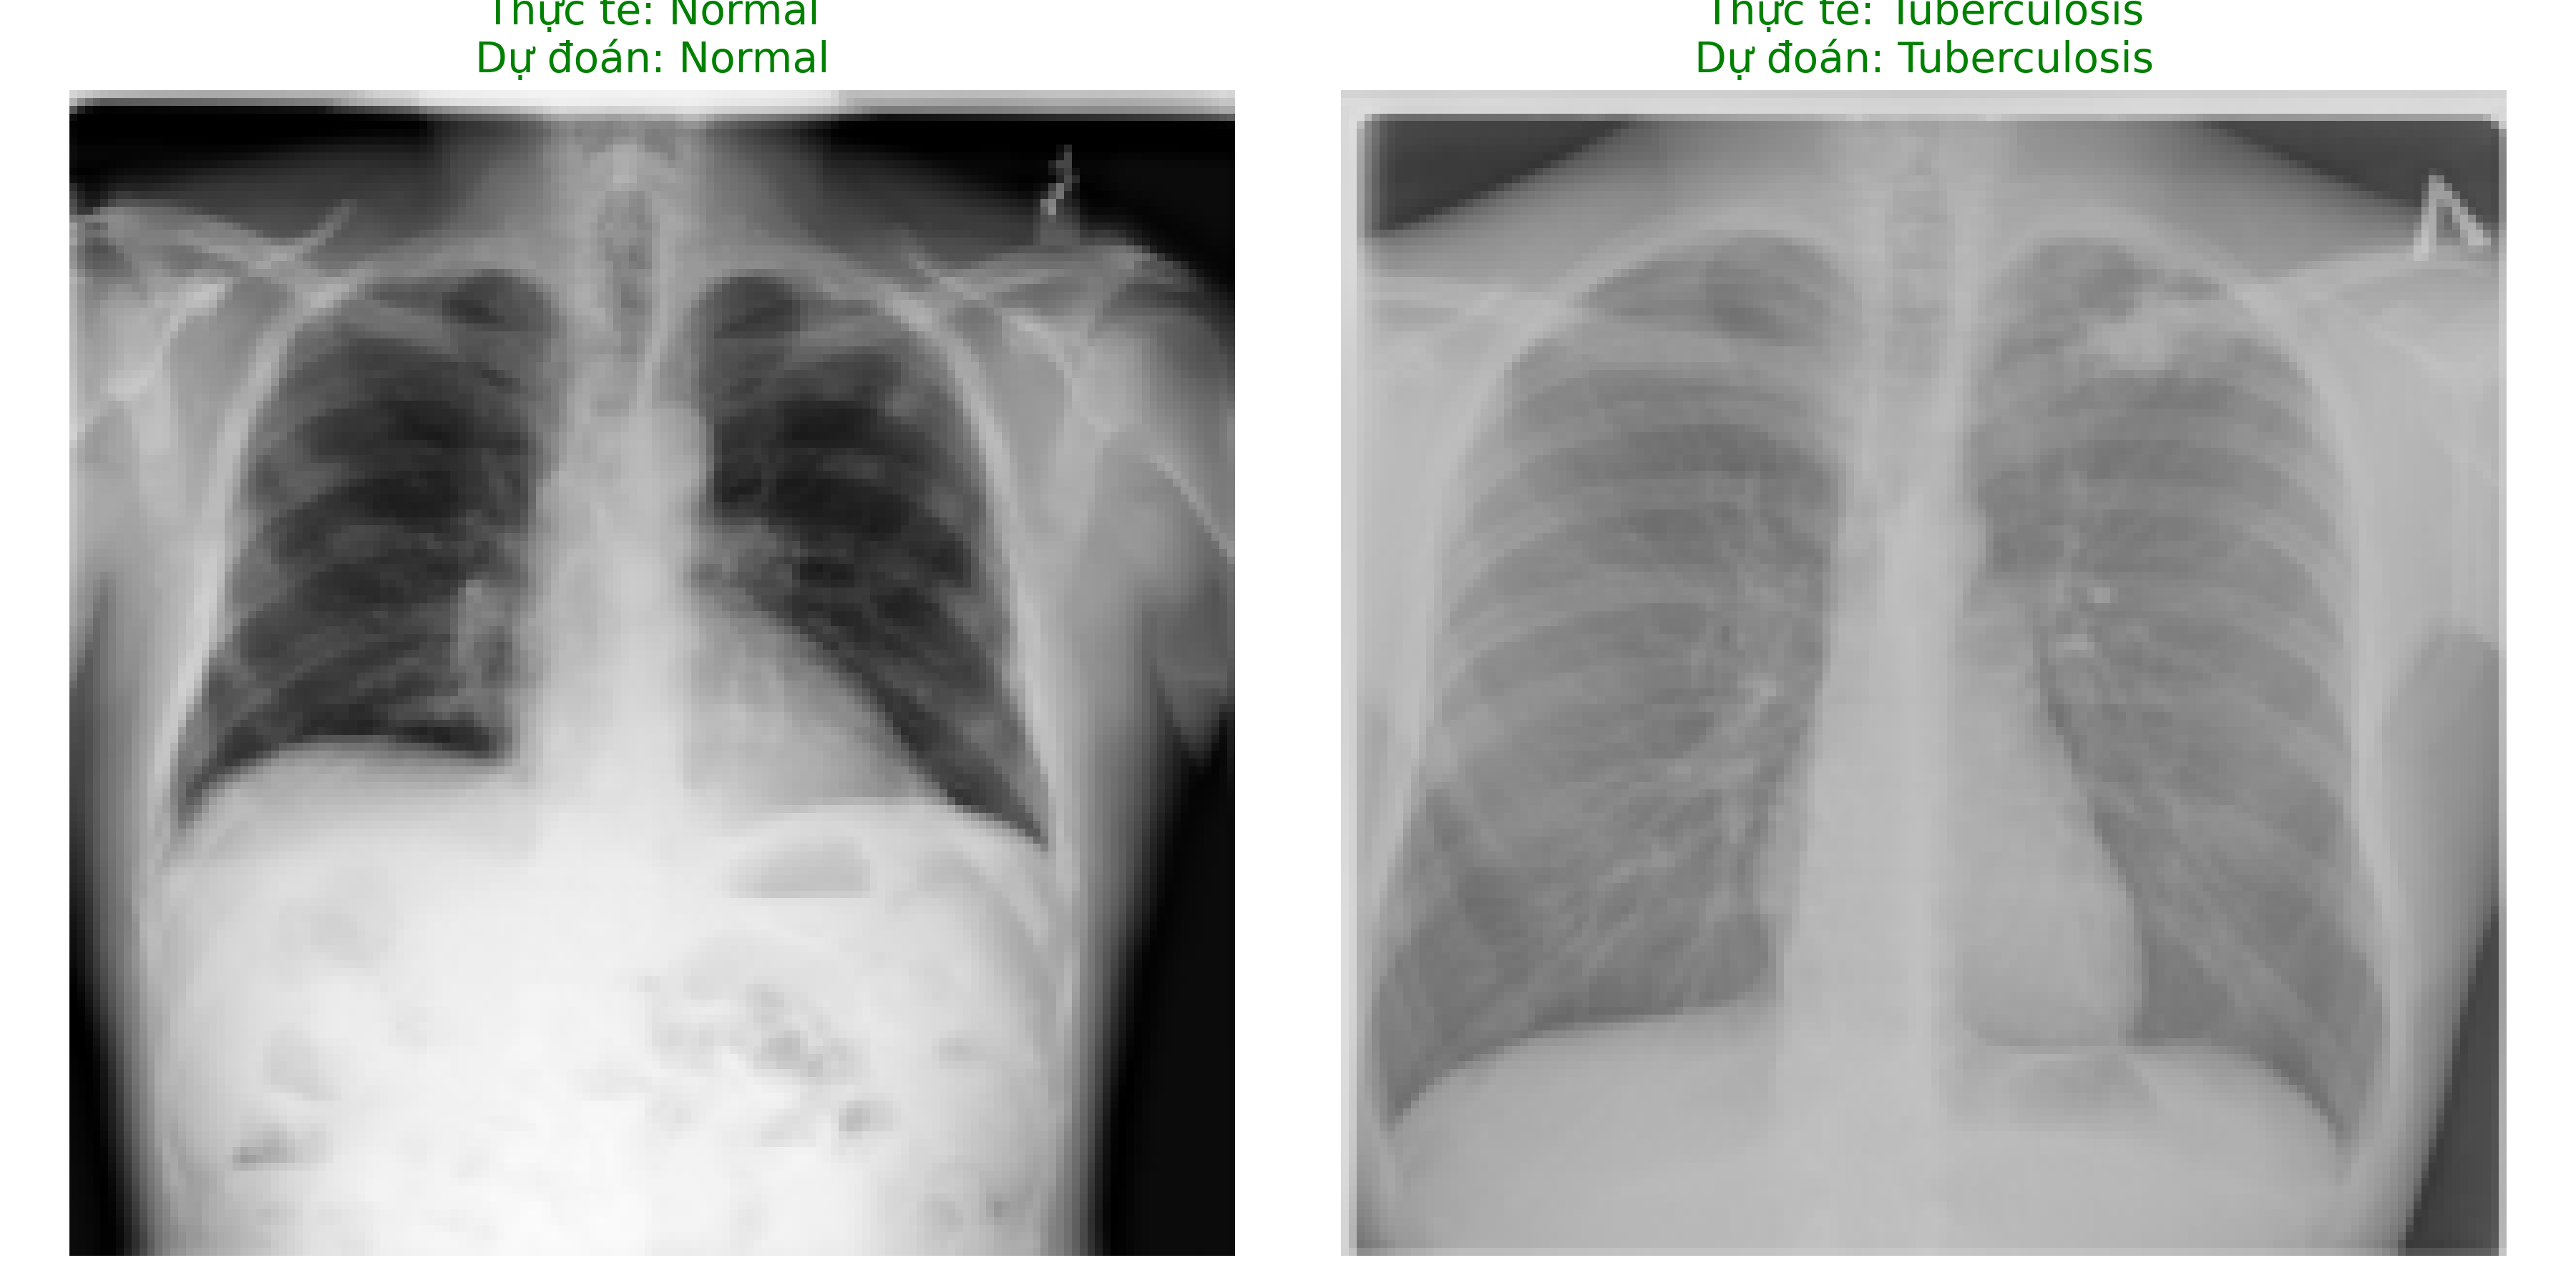 Thực tế: Normal
Dự đoán: Normal
Thực tế: Tuberculosis
Dự đoán: Tuberculosis